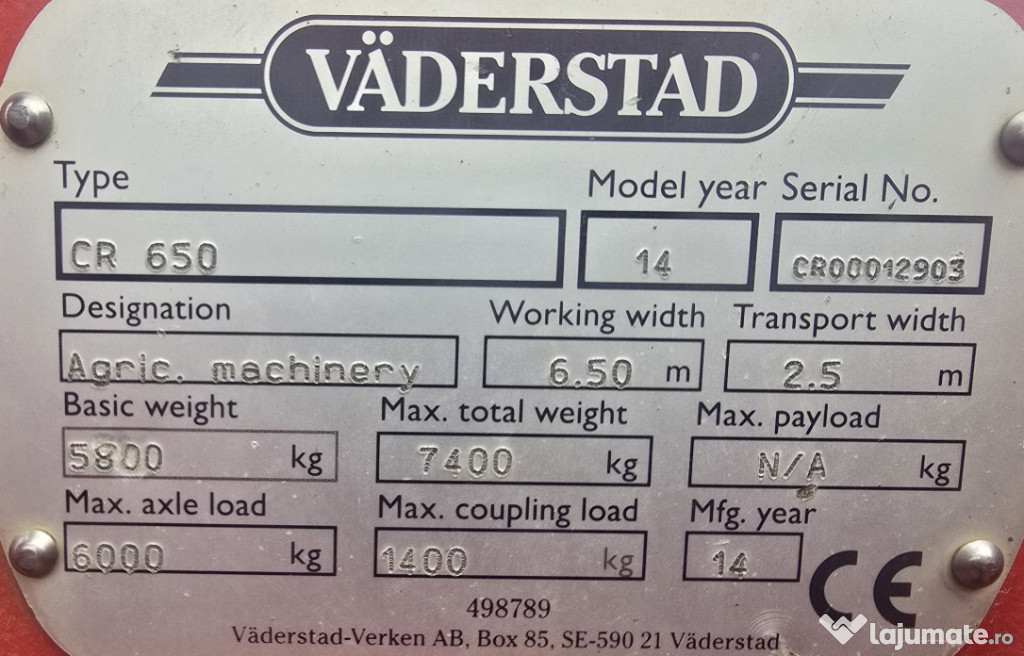 VÄDERSTAD
Type Model year Serial No.
CR 650 14 CR00012903
Designation Working width Transport width
Agric. machinery 6.50 m 2.5 m
Basic weight Max. total weight Max. payload
5800 kg 7400 kg N/A kg
Max. axle load Max. coupling load Mfg. year
6000 kg 1400 kg 14 CE
498789
Väderstad-Verken AB, Box 85, SE-590 21 Väderstad
lajumate.ro